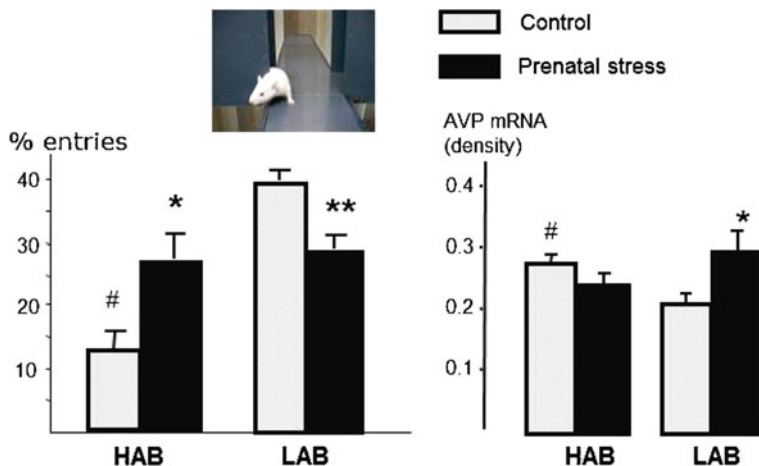 Control
Prenatal stress
% entries
40
30
20
10
#
*
**
HAB
LAB
AVP mRNA
(density)
0.4
0.3
0.2
0.1
#
*
HAB
LAB